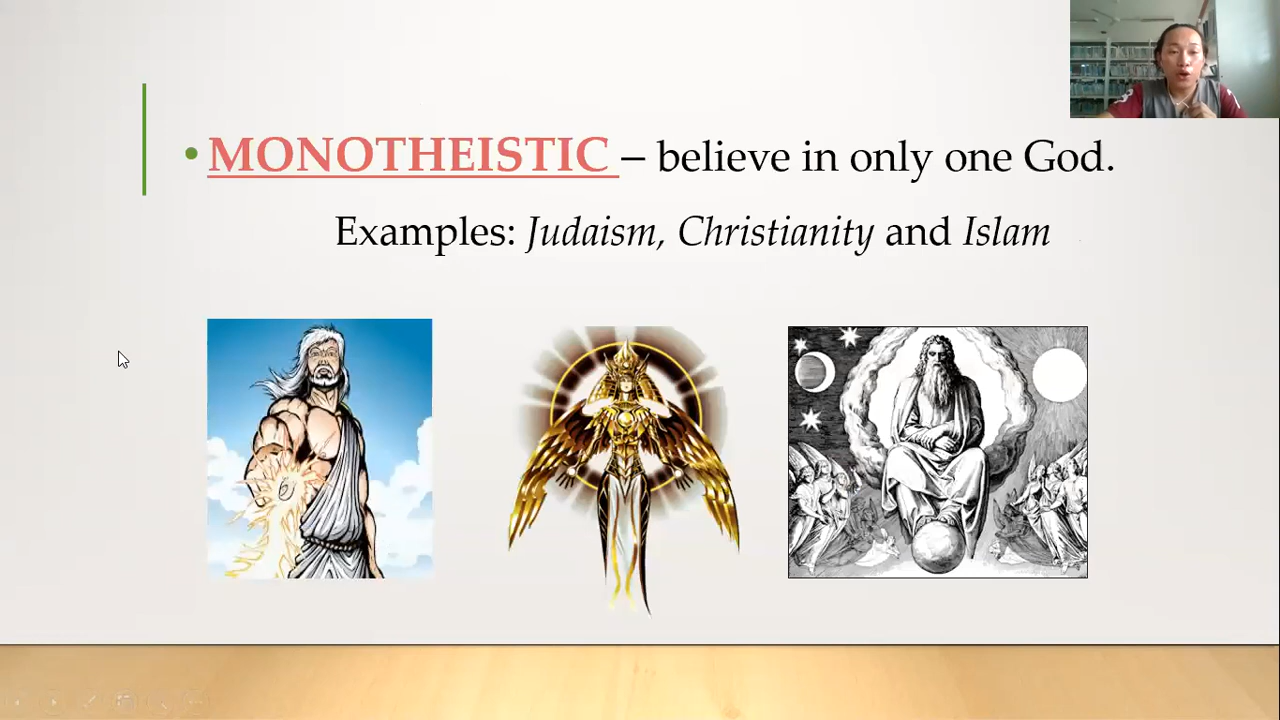 • MONOTHEISTIC – believe in only one God.
Examples: Judaism, Christianity and Islam